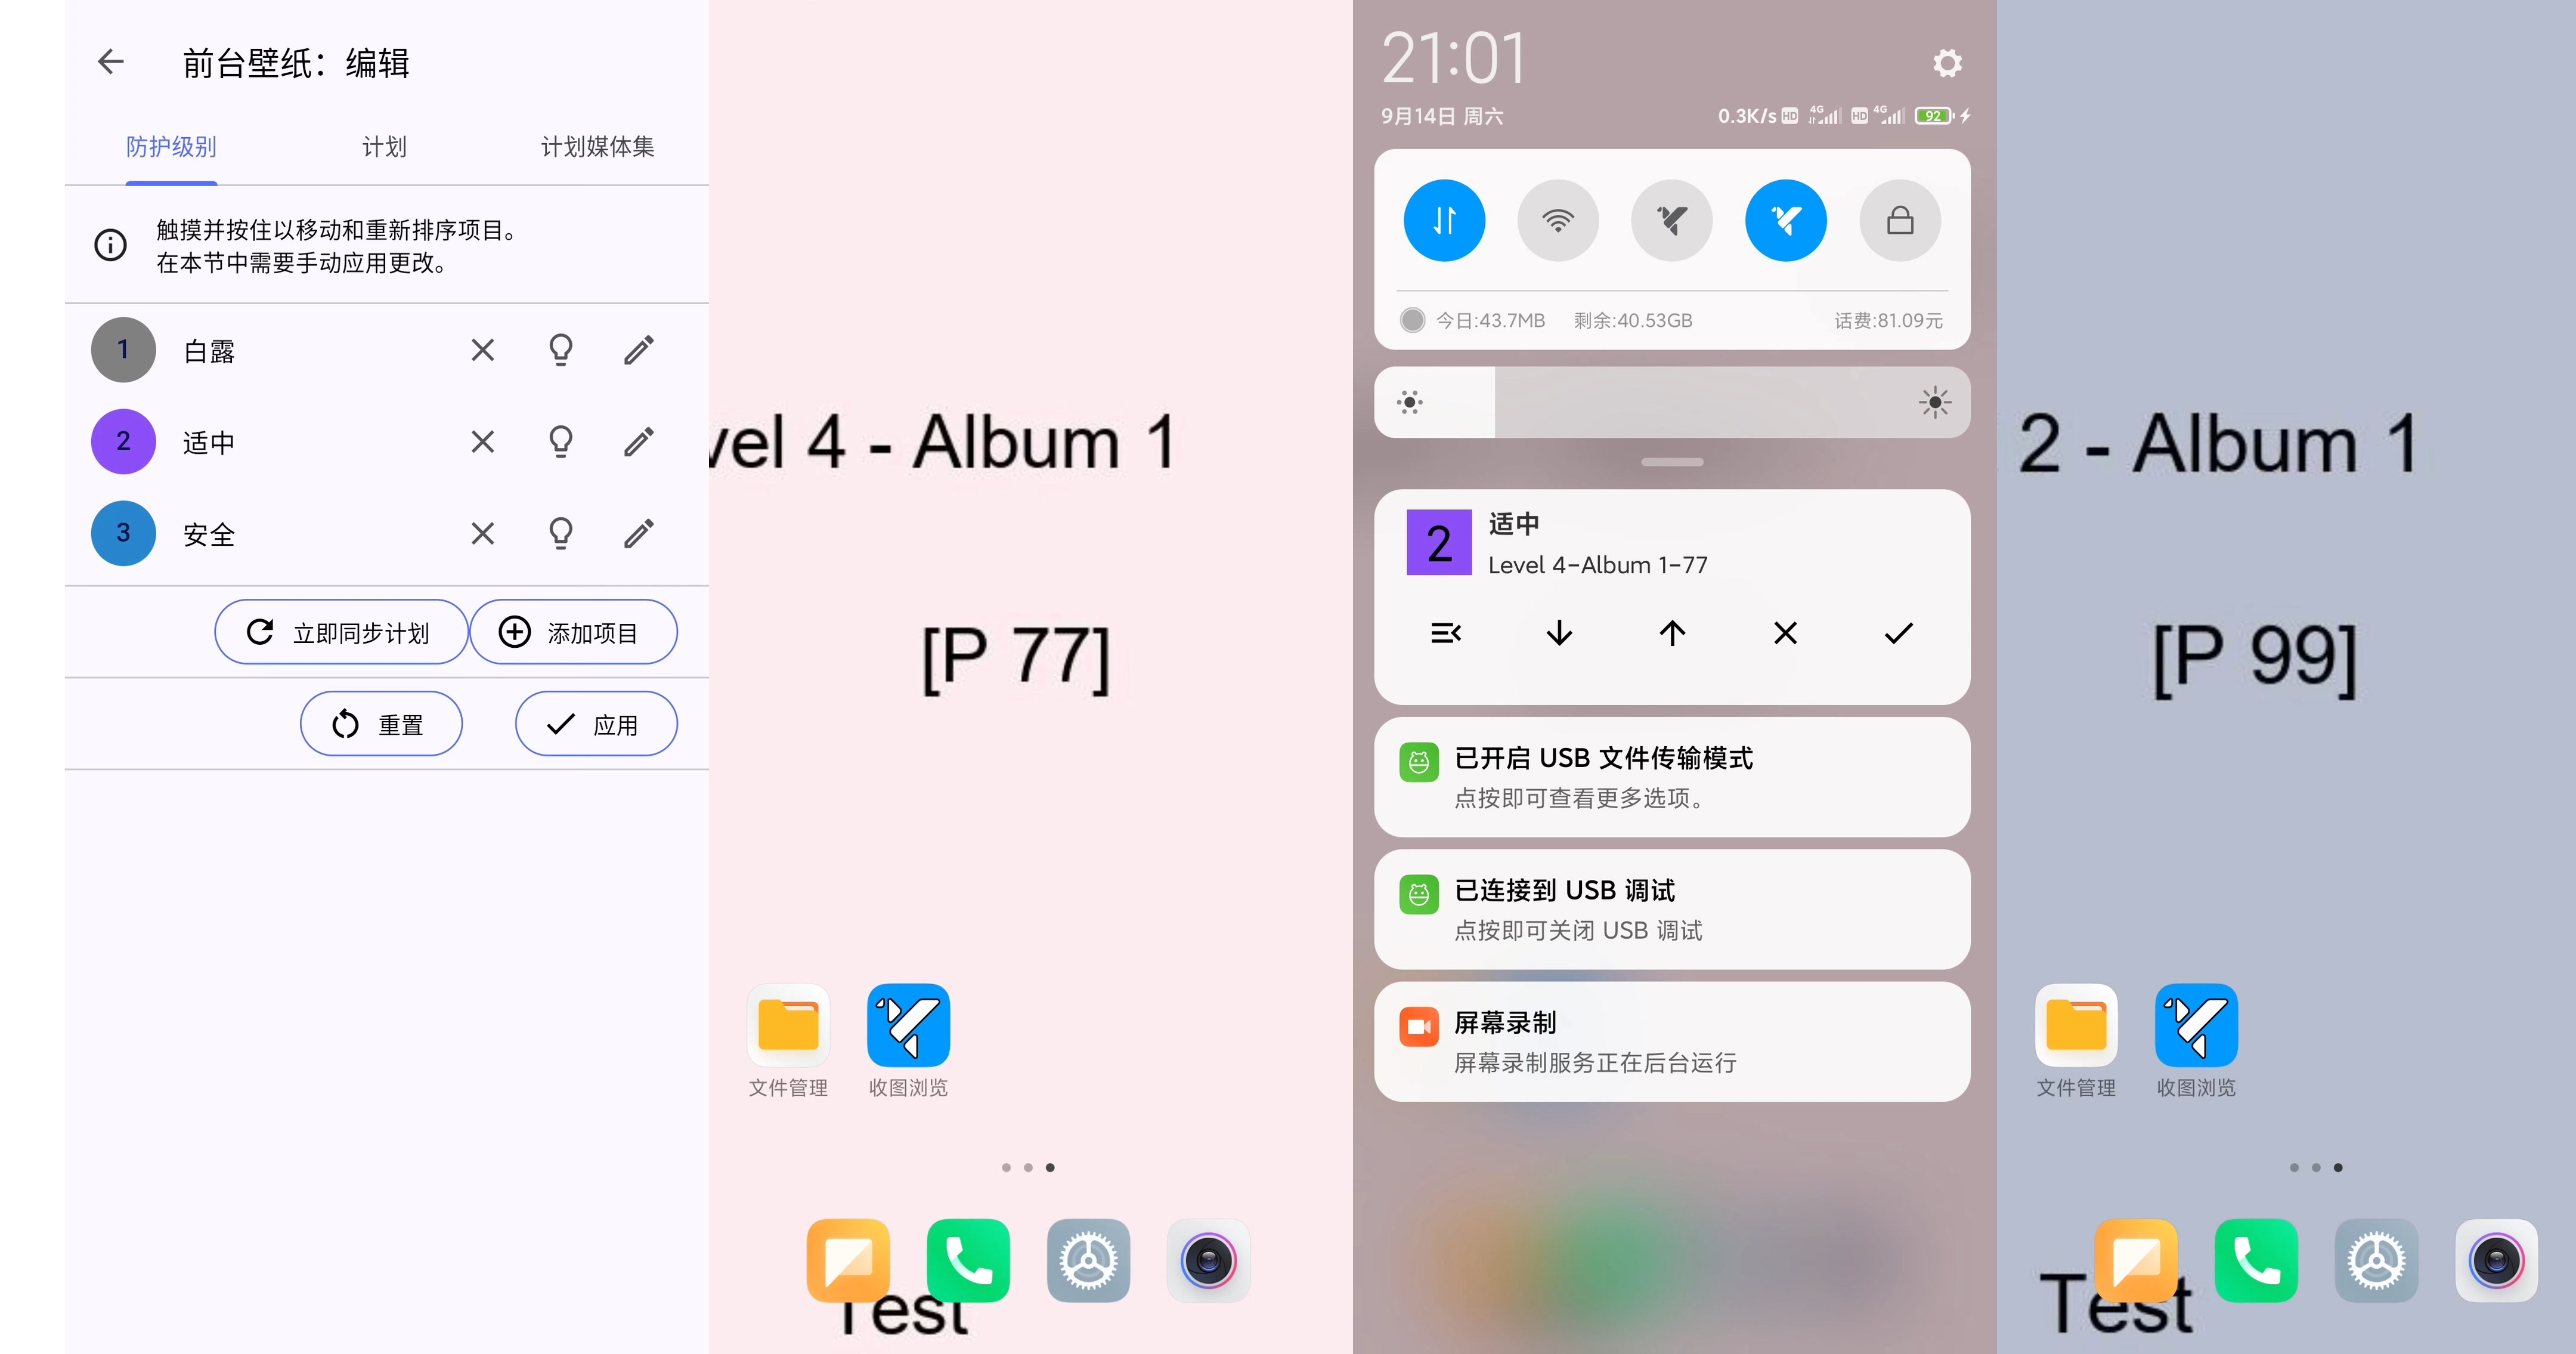 前台壁纸：编辑
防护级别 计划 计划媒体集
触摸并按住以移动和重新排序项目。
在本节中需要手动应用更改。
1 白露
2 适中
3 安全
立即同步计划 添加项目
重置 应用
vel 4 - Album 1
[P 77]
文件管理 收图浏览
Test
21:01
9月14日 周六 0.3K/s HD 4G HD 4G 92
今日:43.7MB 剩余:40.53GB 话费:81.09元
2 适中
Level 4-Album 1-77
已开启 USB 文件传输模式
点按即可查看更多选项。
已连接到 USB 调试
点按即可关闭 USB 调试
屏幕录制
屏幕录制服务正在后台运行
2 - Album 1
[P 99]
文件管理 收图浏览
Test